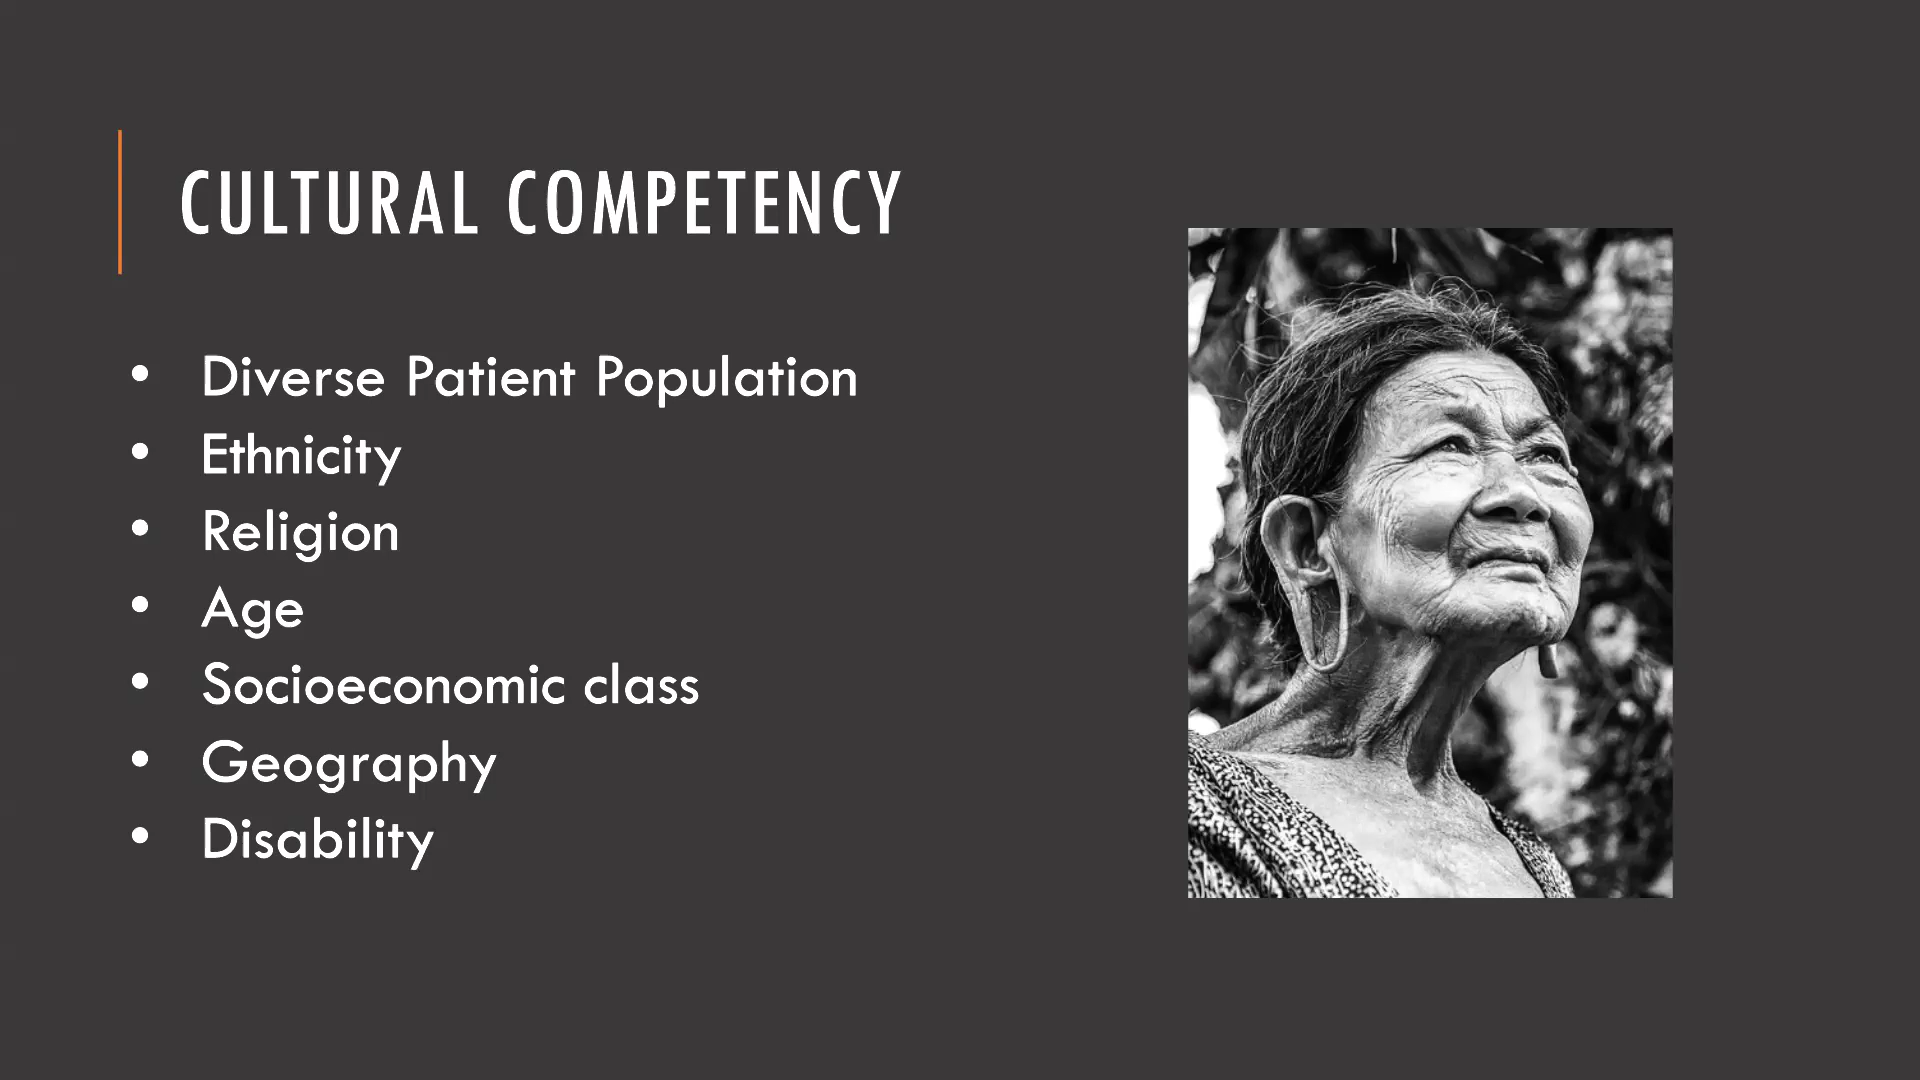 CULTURAL COMPETENCY
• Diverse Patient Population
• Ethnicity
• Religion
• Age
• Socioeconomic class
• Geography
• Disability